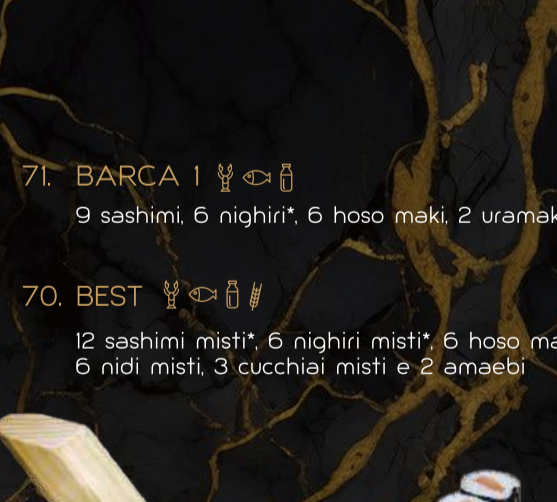 71. BARCA 1
9 sashimi, 6 nighiri*, 6 hoso maki, 2
70. BEST
12 sashimi misti*, 6 nighiri misti*, 6 hoso
6 nidi misti, 3 cucchiai misti e 2 amaebi